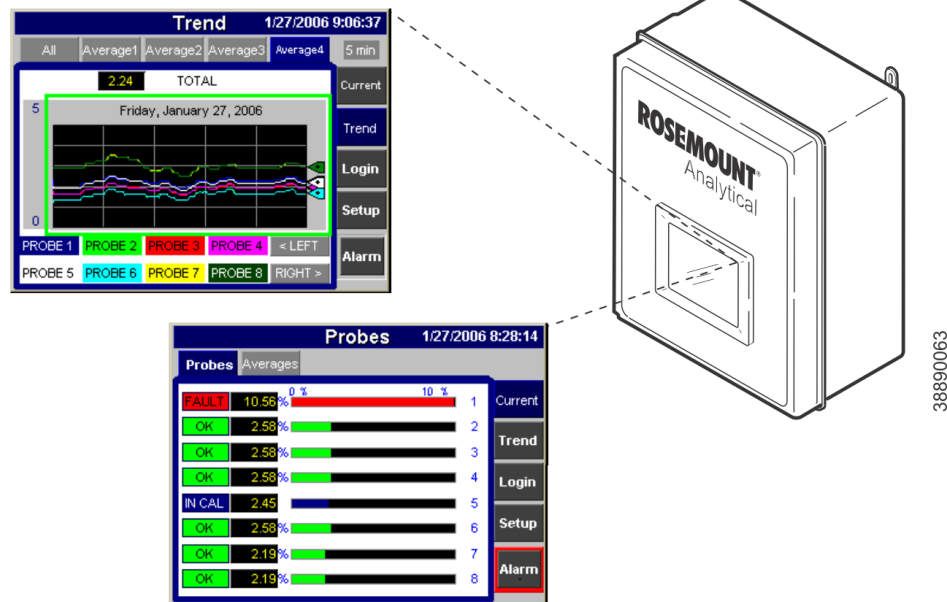 Trend 1/27/2006 9:06:37
All Average1 Average2 Average3 Average4 5 min
2.24 TOTAL
Current
5
Friday, January 27, 2006
Trend
Login
Setup
0
PROBE 1 PROBE 2 PROBE 3 PROBE 4 < LEFT
Alarm
PROBE 5 PROBE 6 PROBE 7 PROBE 8 RIGHT >
ROSEMOUNT®
Analytical
Probes 1/27/2006 8:28:14
Probes Averages
0 % 10 %
FAULT 10.56% 1 Current
OK 2.58% 2
Trend
OK 2.58% 3
OK 2.58% 4 Login
IN CAL 2.45 5
OK 2.58% 6 Setup
OK 2.19% 7
Alarm
OK 2.19% 8
38890063